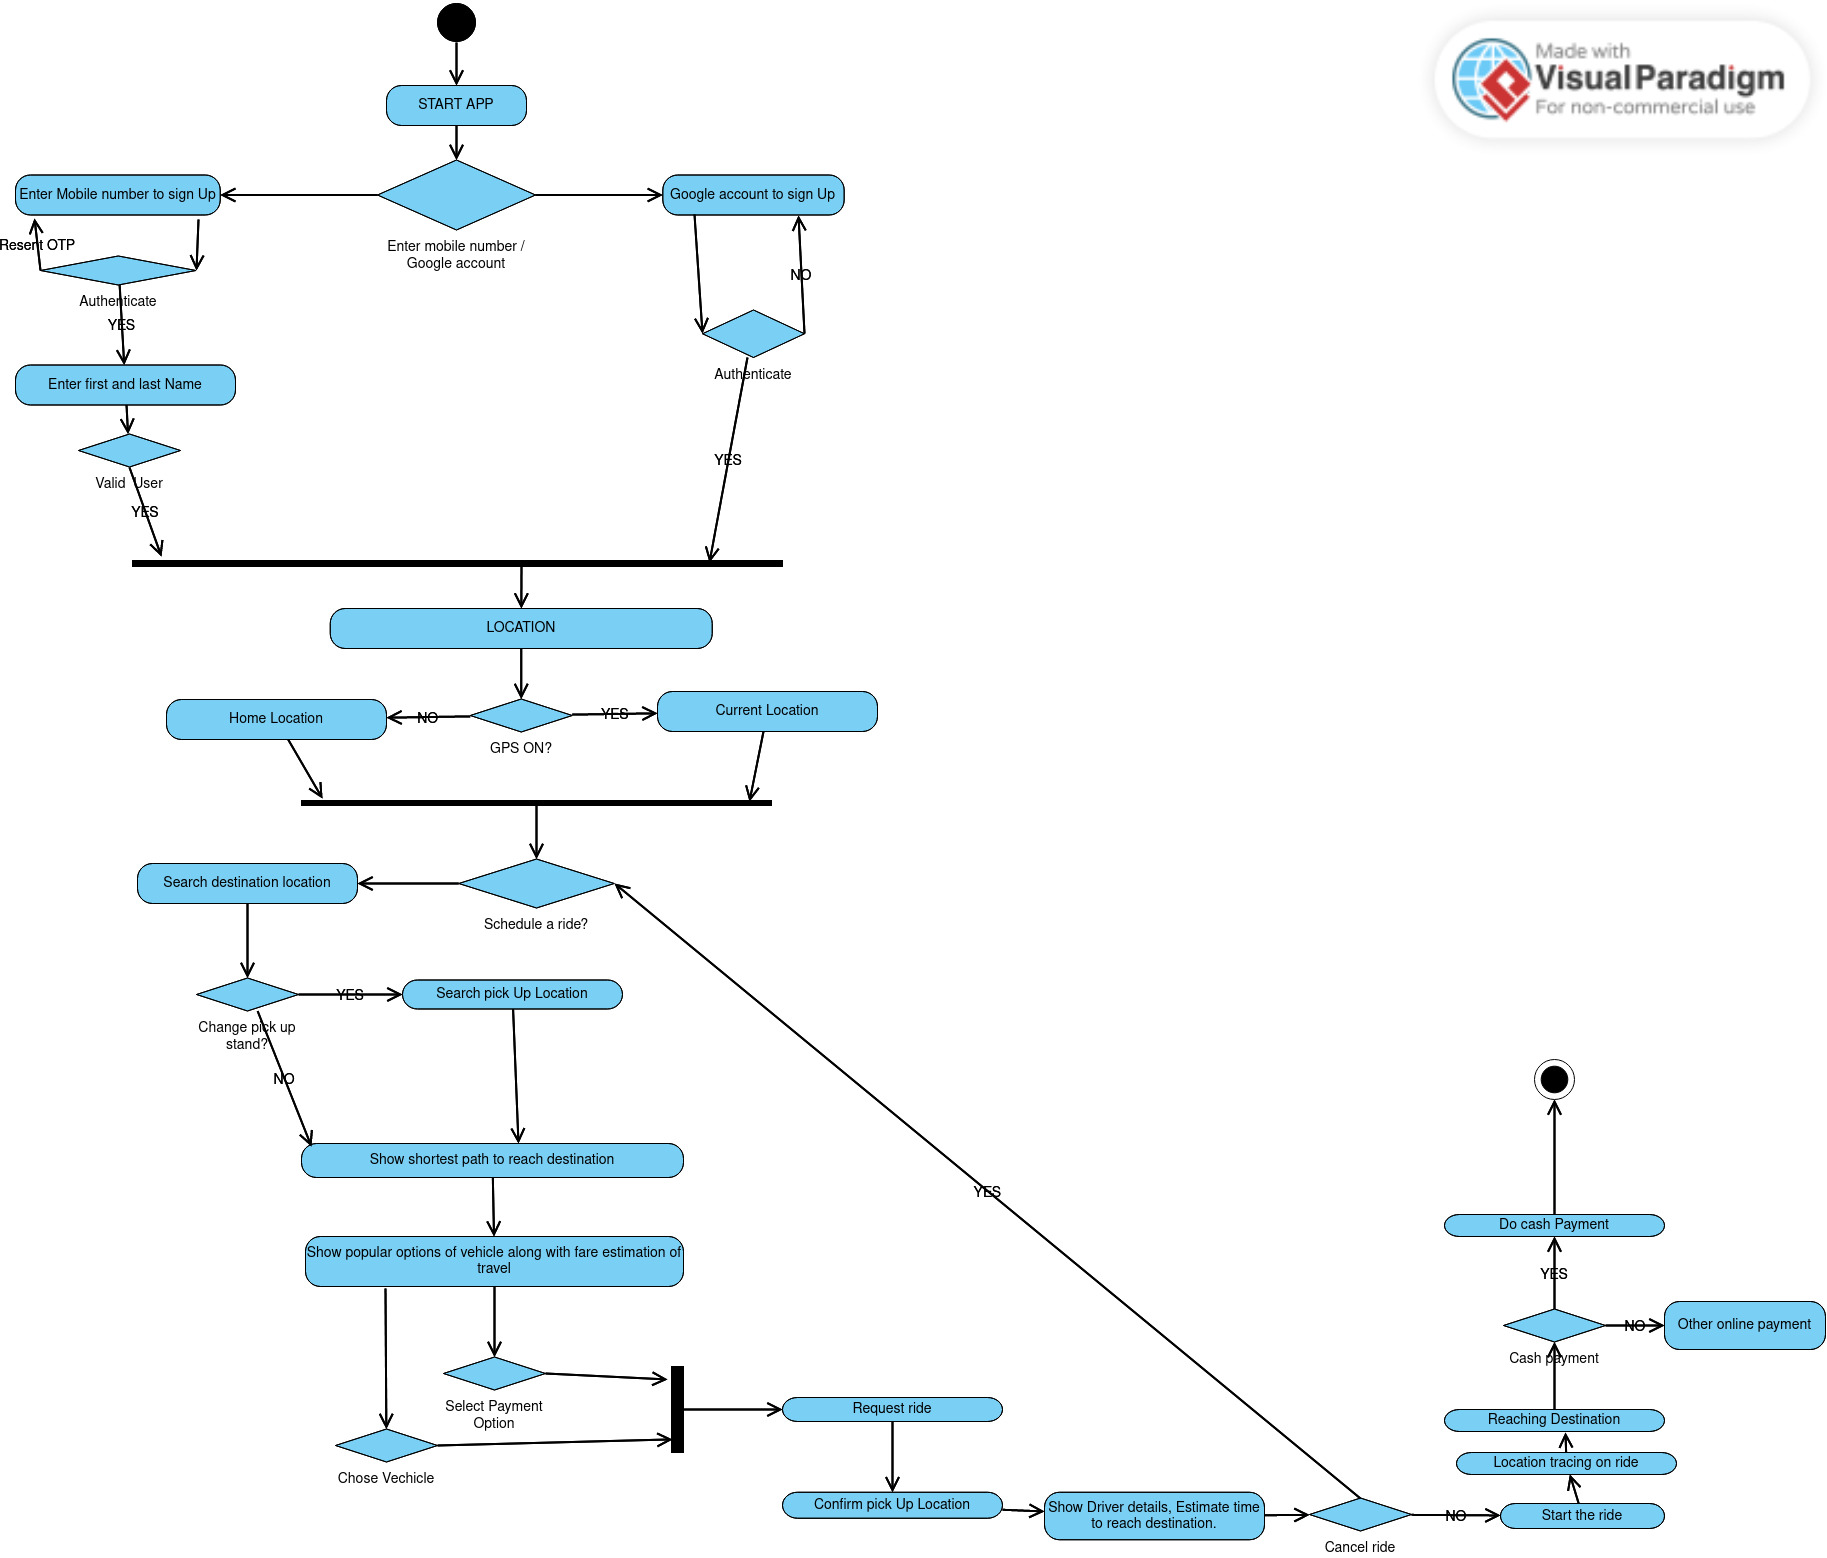 Made with
Visual Paradigm
For non-commercial use
START APP
Enter Mobile number to sign Up
Google account to sign Up
Enter mobile number /
Google account
Resent OTP
NO
Authenticate
YES
Authenticate
Enter first and last Name
YES
Valid User
YES
LOCATION
Home Location
NO
YES
Current Location
GPS ON?
Search destination location
Schedule a ride?
YES
Search pick Up Location
Change pick up
stand?
NO
Show shortest path to reach destination
YES
Show popular options of vehicle along with fare estimation of
travel
Do cash Payment
YES
NO
Other online payment
Cash payment
Select Payment
Option
Chose Vechicle
Request ride
Reaching Destination
Location tracing on ride
Confirm pick Up Location
Show Driver details, Estimate time
to reach destination.
NO
Start the ride
Cancel ride